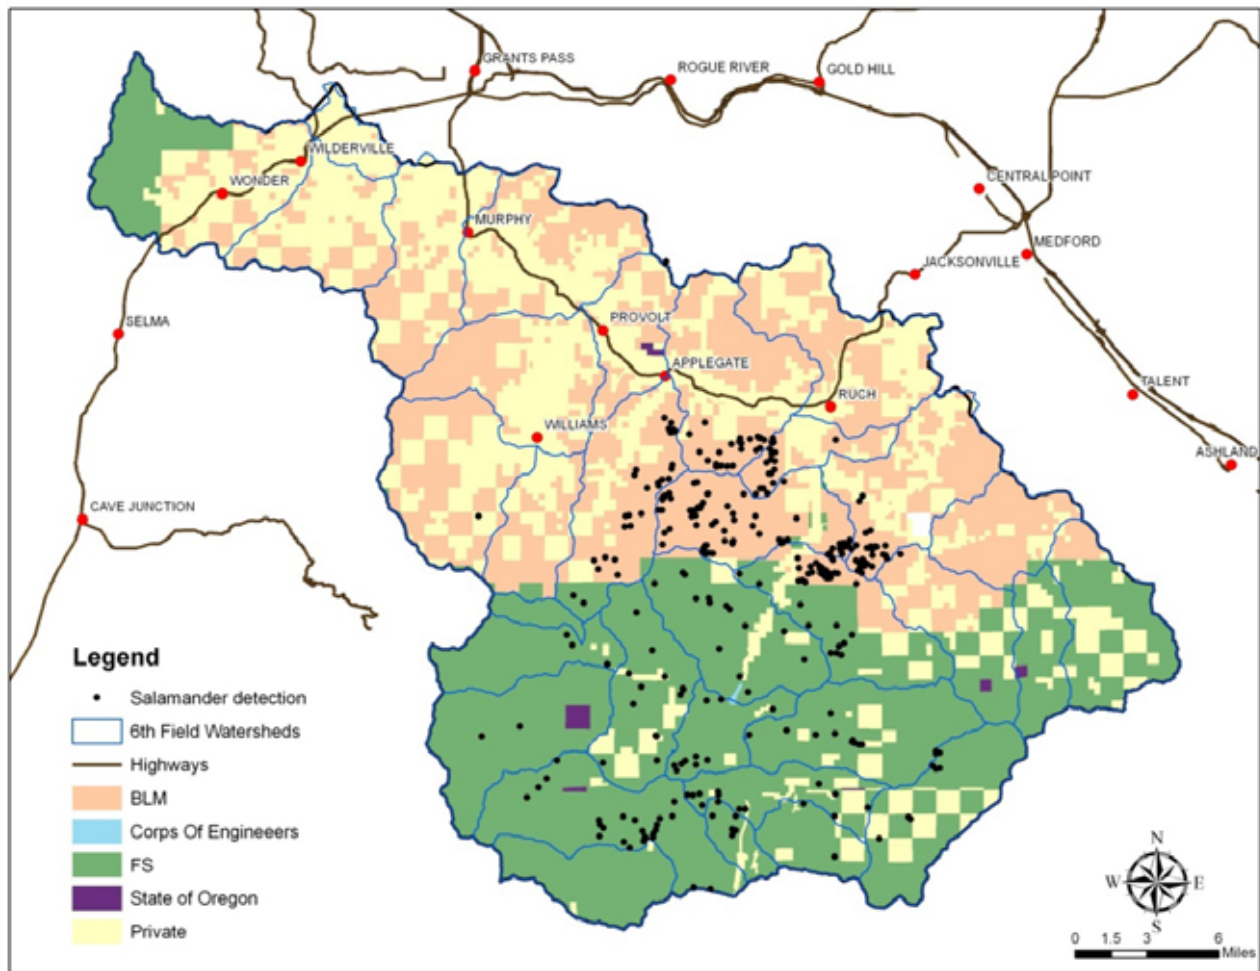 GRANTS PASS
ROGUE RIVER
GOLD HILL
WILDERVILLE
WONDER
CENTRAL POINT
MURPHY
MEDFORD
JACKSONVILLE
SELMA
PROVOLT
APPLEGATE
TALENT
RUCH
WILLIAMS
ASHLAND
CAVE JUNCTION
Legend
Salamander detection
6th Field Watersheds
Highways
BLM
Corps Of Engineeers
FS
State of Oregon
Private
N
W E
S
0 1.5 3 6
Miles